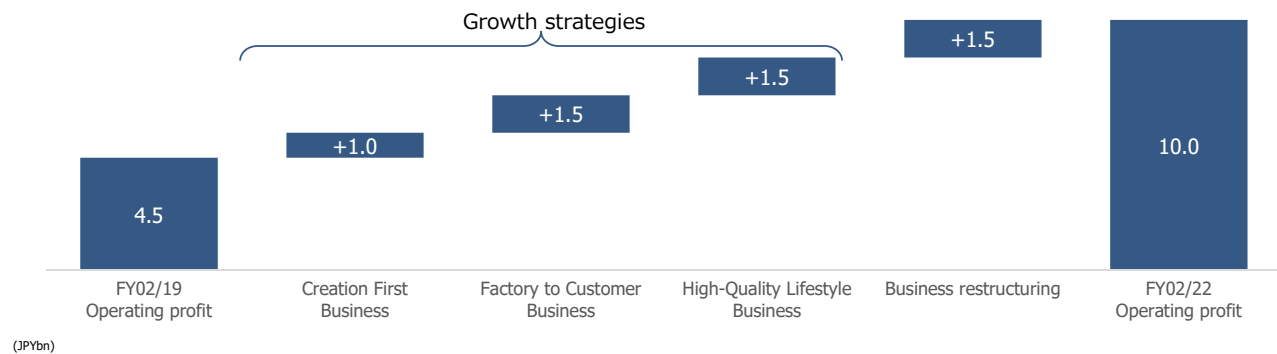 Growth strategies
+1.5
+1.5
+1.5
+1.0
10.0
4.5
FY02/19
Operating profit
Creation First
Business
Factory to Customer
Business
High-Quality Lifestyle
Business
Business restructuring
FY02/22
Operating profit
(JPYbn)